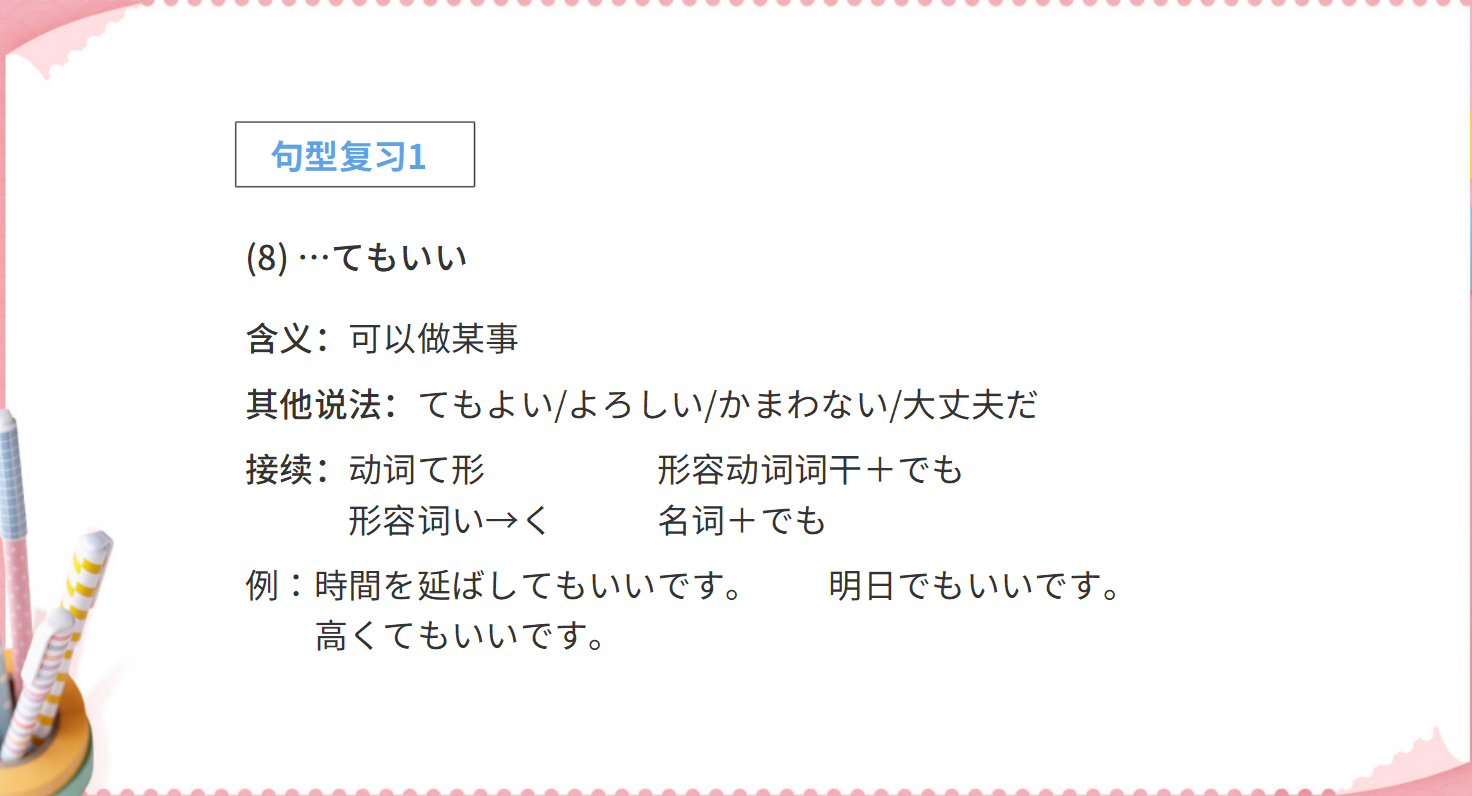 句型复习1
(8) …てもいい
含义：可以做某事
其他说法：てもよい/よろしい/かまわない/大丈夫だ
接续：动词て形　　　　　形容动词词干＋でも
形容词い→く　　　名词＋でも
例：時間を延ばしてもいいです。　　明日でもいいです。
高くてもいいです。